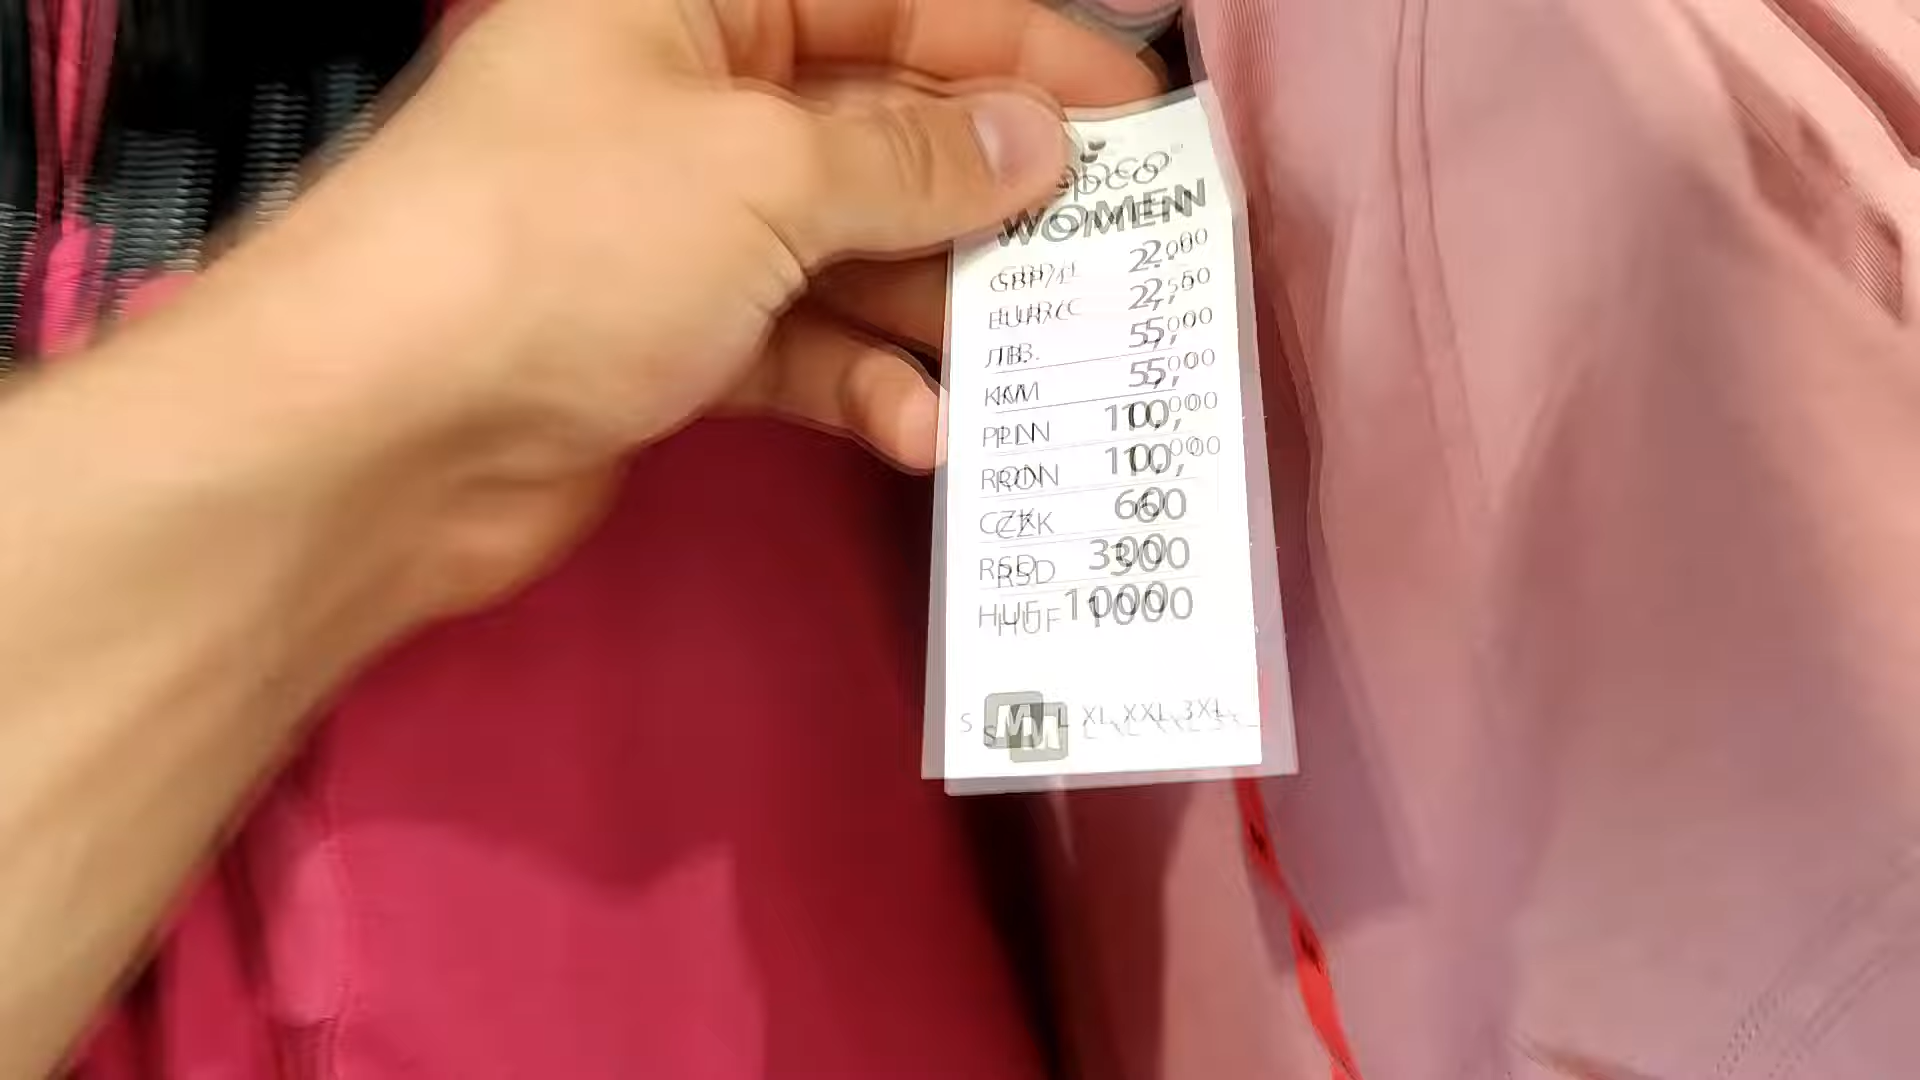 epco®
WOMEN
GBP/£ 2,00
EUR/€ 2,50
ЛВ. 5,00
KM 5,00
PLN 10,00
RON 10,00
CZK 60
RSD 300
HUF 1000
S M L XL XXL 3XL